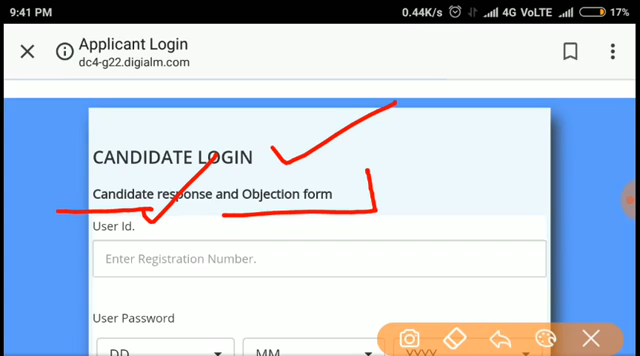 9:41 PM 0.44K/s 4G VoLTE 17%
Applicant Login
dc4-g22.digialm.com
CANDIDATE LOGIN
Candidate response and Objection form
User Id.
Enter Registration Number.
User Password
DD MM YYYY